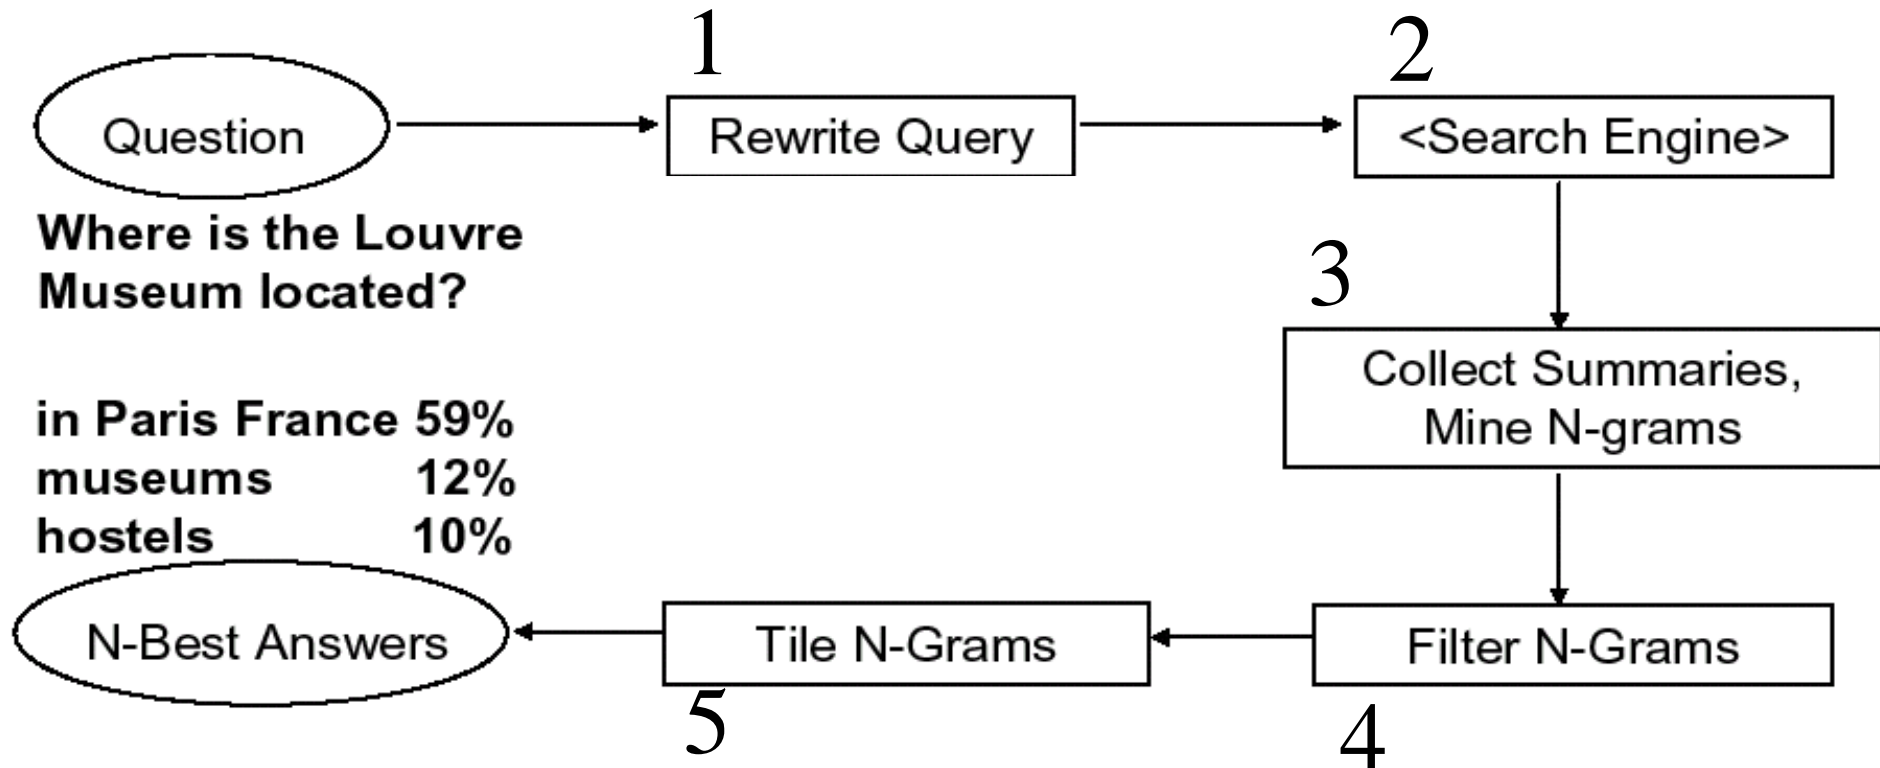 1
2
Question
Rewrite Query
<Search Engine>
Where is the Louvre
Museum located?
3
Collect Summaries,
Mine N-grams
in Paris France 59%
museums 12%
hostels 10%
N-Best Answers
Tile N-Grams
Filter N-Grams
5
4